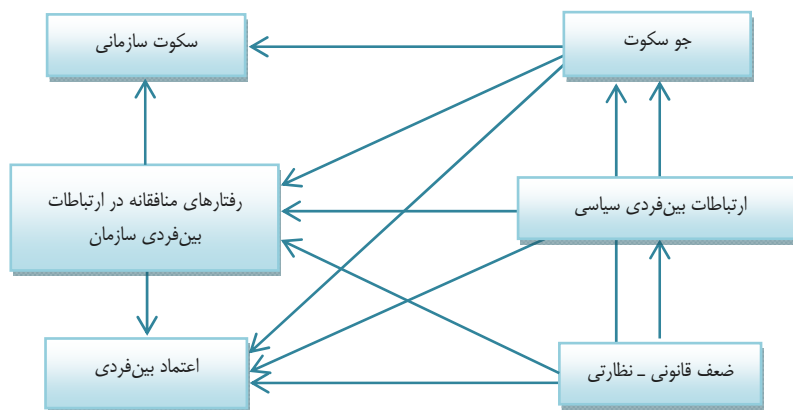 جو سکوت
سکوت سازمانی
رفتارهای منافقانه در ارتباطات
بین‌فردی سازمان
ارتباطات بین‌فردی سیاسی
ضعف قانونی ـ نظارتی
اعتماد بین‌فردی